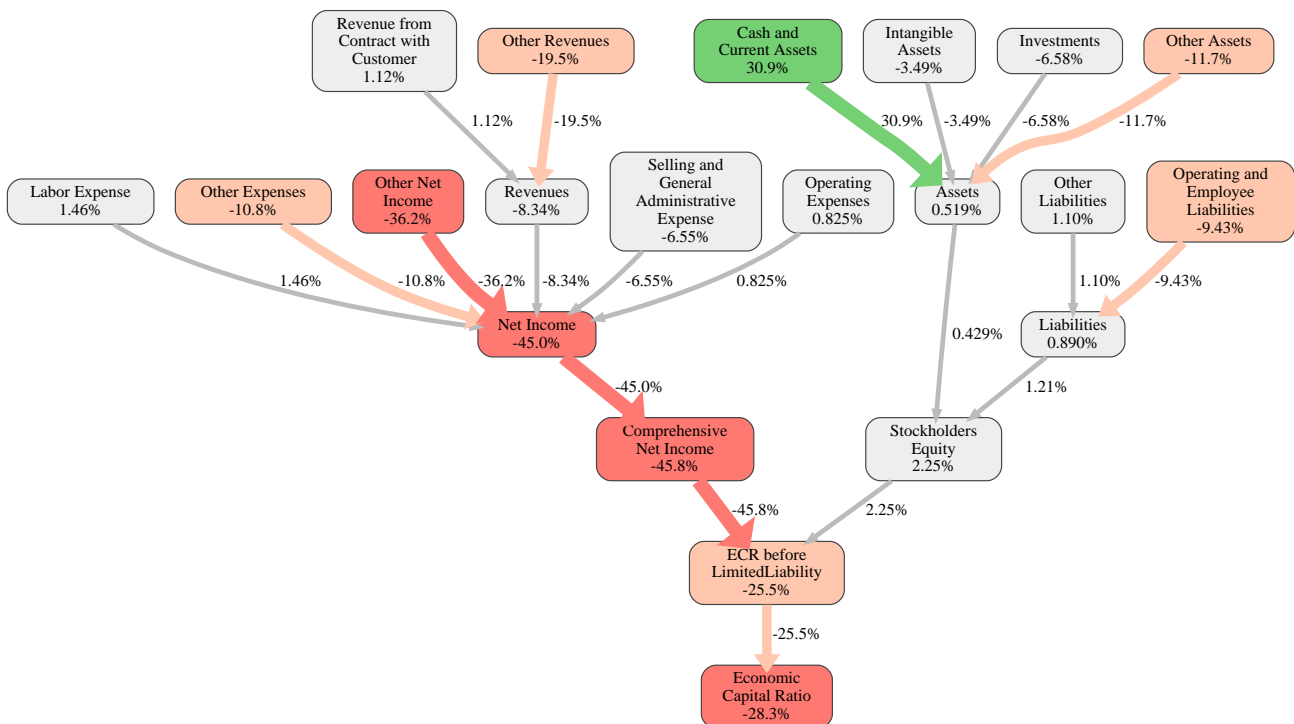 Revenue from
Contract with
Customer
1.12%
Other Revenues
-19.5%
Cash and
Current Assets
30.9%
Intangible
Assets
-3.49%
Investments
-6.58%
Other Assets
-11.7%
1.12%
-19.5%
30.9%
-3.49%
-6.58%
-11.7%
Labor Expense
1.46%
Other Expenses
-10.8%
Other Net
Income
-36.2%
Revenues
-8.34%
Selling and
General
Administrative
Expense
-6.55%
Operating
Expenses
0.825%
Assets
0.519%
Other
Liabilities
1.10%
Operating and
Employee
Liabilities
-9.43%
1.46%
-10.8%
-36.2%
-8.34%
-6.55%
0.825%
1.10%
-9.43%
Net Income
-45.0%
0.429%
Liabilities
0.890%
-45.0%
1.21%
Comprehensive
Net Income
-45.8%
Stockholders
Equity
2.25%
-45.8%
2.25%
ECR before
LimitedLiability
-25.5%
-25.5%
Economic
Capital Ratio
-28.3%